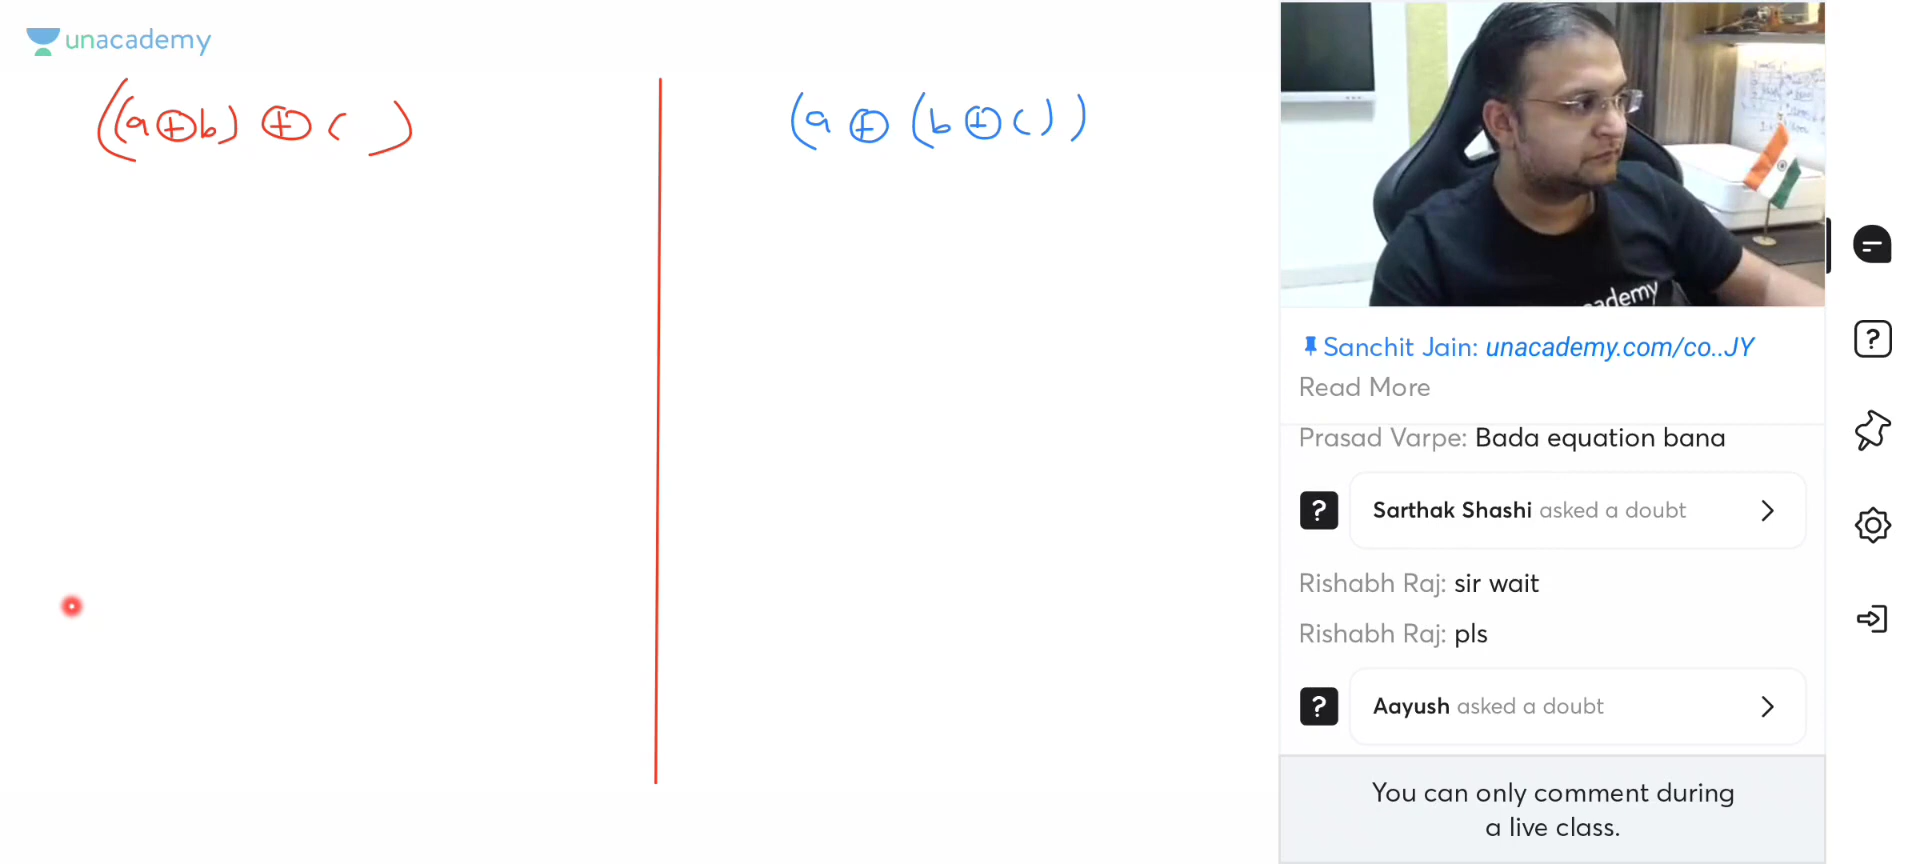 unacademy
((a⊕b) ⊕ c )
(a ⊕ (b ⊕ c))
ademy
Sanchit Jain: unacademy.com/co..JY
Read More
Prasad Varpe: Bada equation bana
? Sarthak Shashi asked a doubt
Rishabh Raj: sir wait
Rishabh Raj: pls
? Aayush asked a doubt
You can only comment during
a live class.
?